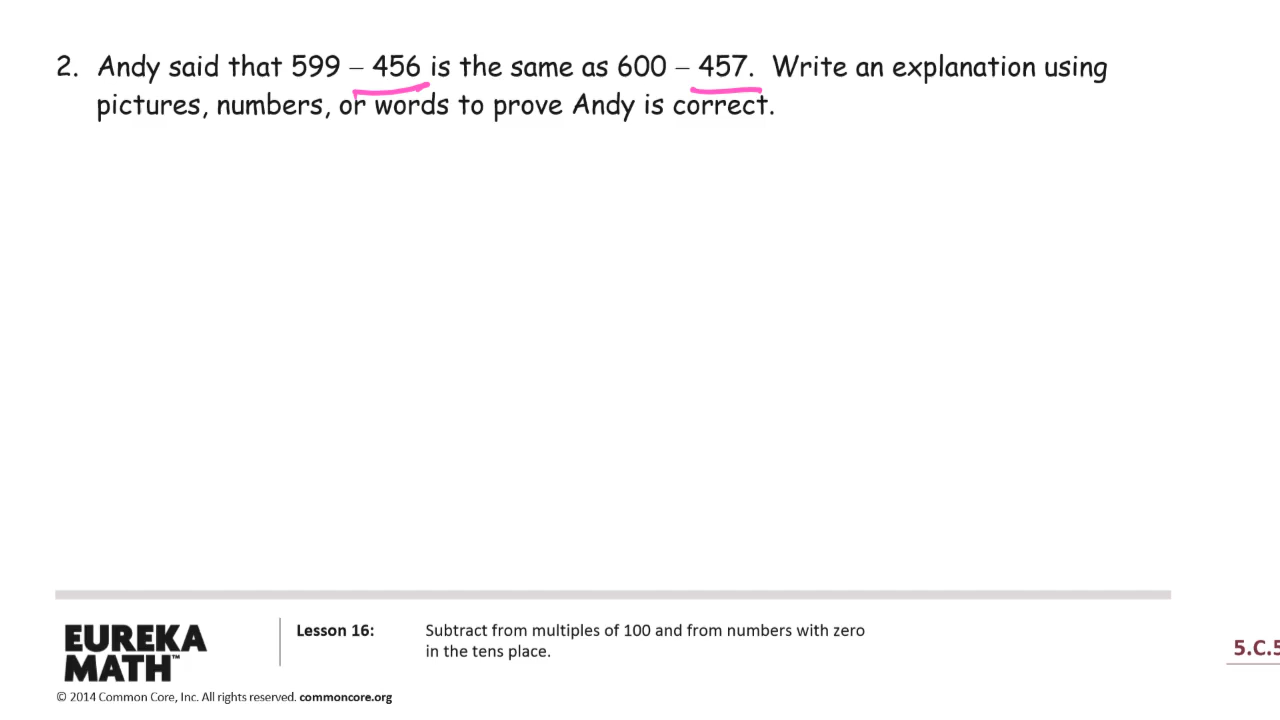 2. Andy said that 599 – 456 is the same as 600 – 457. Write an explanation using
pictures, numbers, or words to prove Andy is correct.
EUREKA
MATH™
Lesson 16:
Subtract from multiples of 100 and from numbers with zero
in the tens place.
5.C.5
© 2014 Common Core, Inc. All rights reserved. commoncore.org